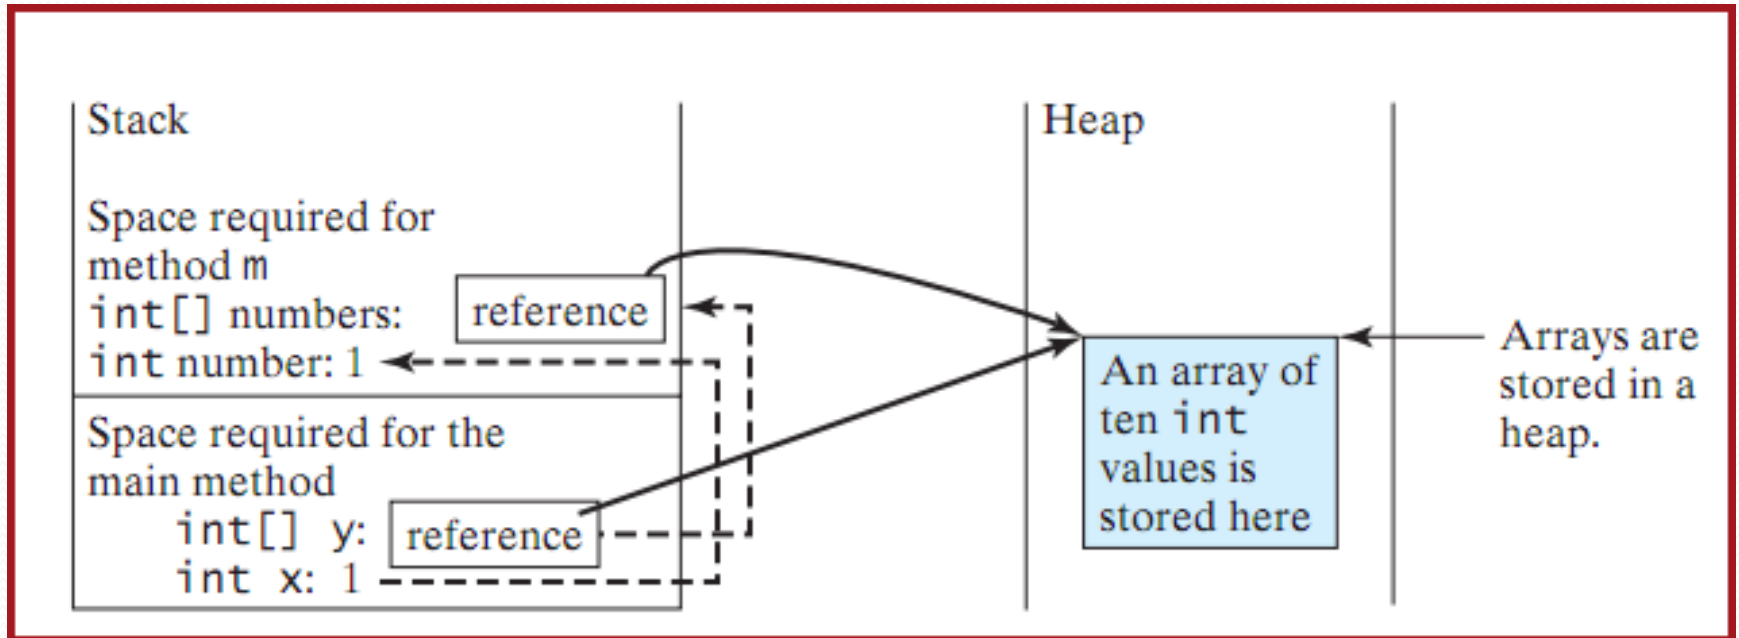 Stack
Space required for
method m
int[] numbers: reference
int number: 1
Space required for the
main method
int[] y: reference
int x: 1
Heap
An array of
ten int
values is
stored here
Arrays are
stored in a
heap.